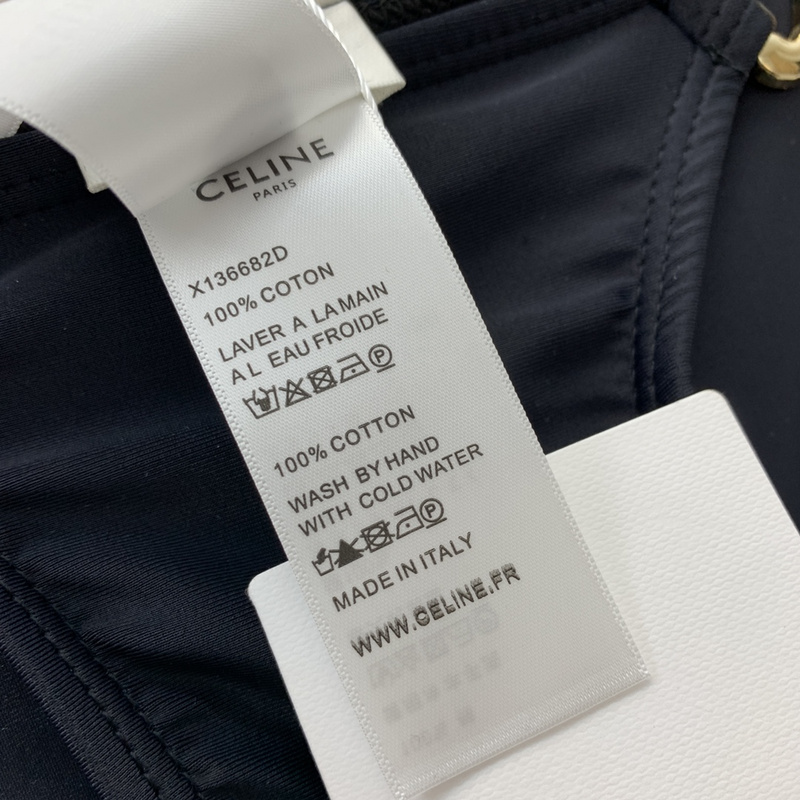 CELINE
PARIS
X136682D
100% COTON
LAVER A LA MAIN
A L EAU FROIDE
100% COTTON
WASH BY HAND
WITH COLD WATER
MADE IN ITALY
WWW.CELINE.FR